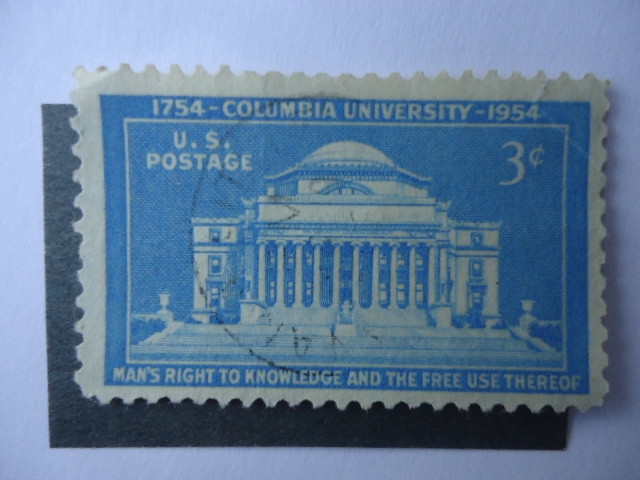 1754-COLUMBIA UNIVERSITY-1954
U.S.
POSTAGE
3¢
MAN'S RIGHT TO KNOWLEDGE AND THE FREE USE THEREOF